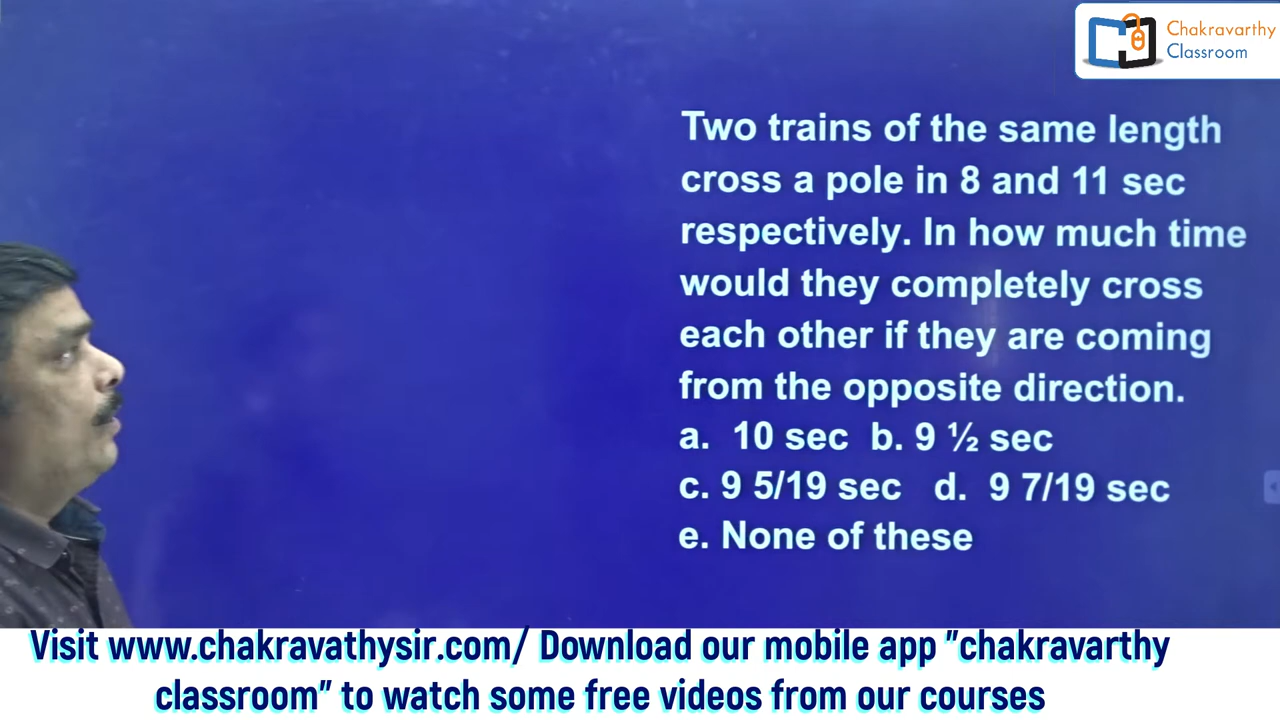 Chakravarthy
Classroom
Two trains of the same length
cross a pole in 8 and 11 sec
respectively. In how much time
would they completely cross
each other if they are coming
from the opposite direction.
a. 10 sec b. 9 ½ sec
c. 9 5/19 sec d. 9 7/19 sec
e. None of these
Visit www.chakravathysir.com/ Download our mobile app "chakravarthy
classroom" to watch some free videos from our courses